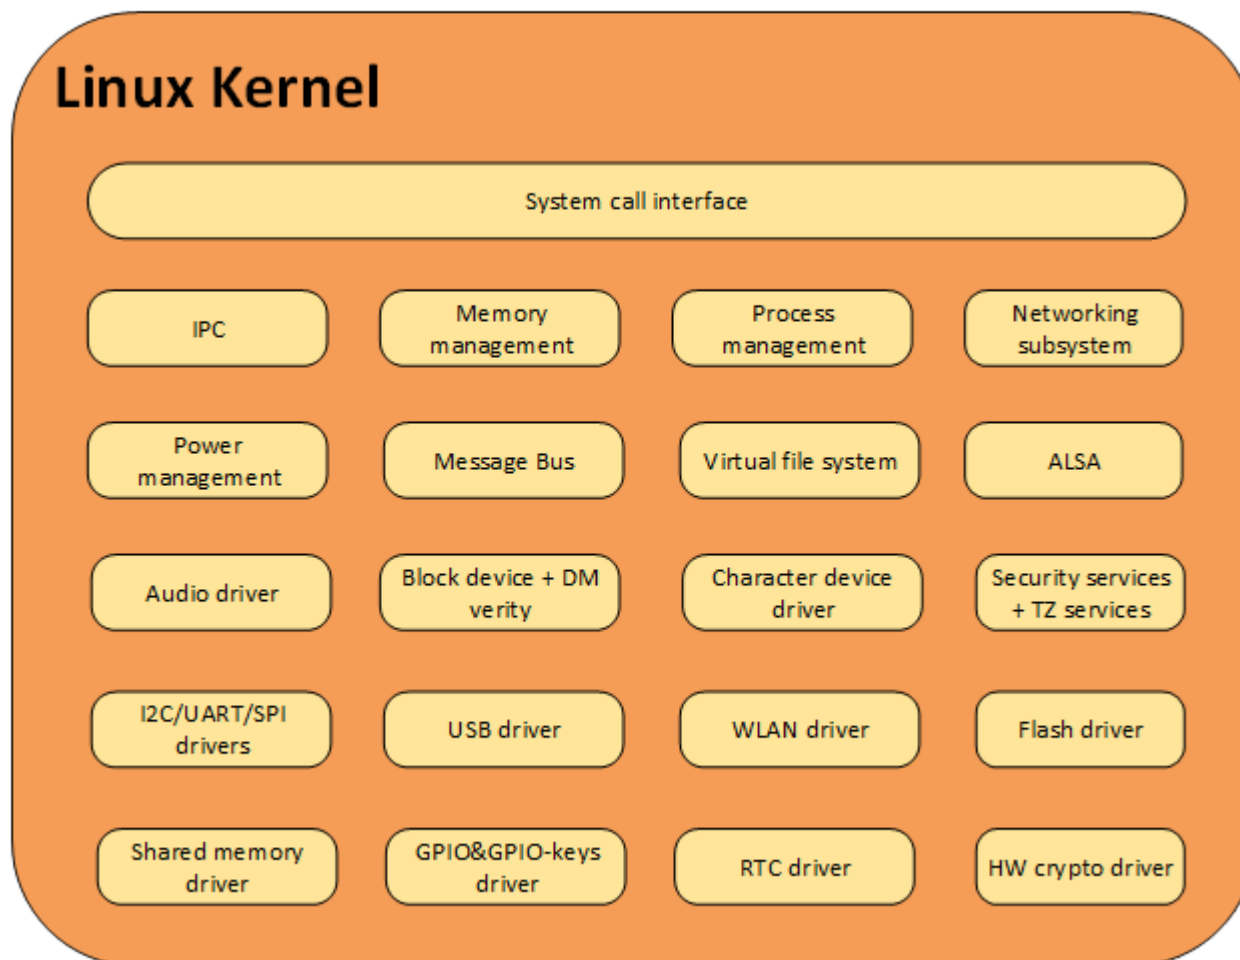 Linux Kernel
System call interface
IPC
Memory
management
Process
management
Networking
subsystem
Power
management
Message Bus
Virtual file system
ALSA
Audio driver
Block device + DM
verity
Character device
driver
Security services
+ TZ services
I2C/UART/SPI
drivers
USB driver
WLAN driver
Flash driver
Shared memory
driver
GPIO&GPIO-keys
driver
RTC driver
HW crypto driver